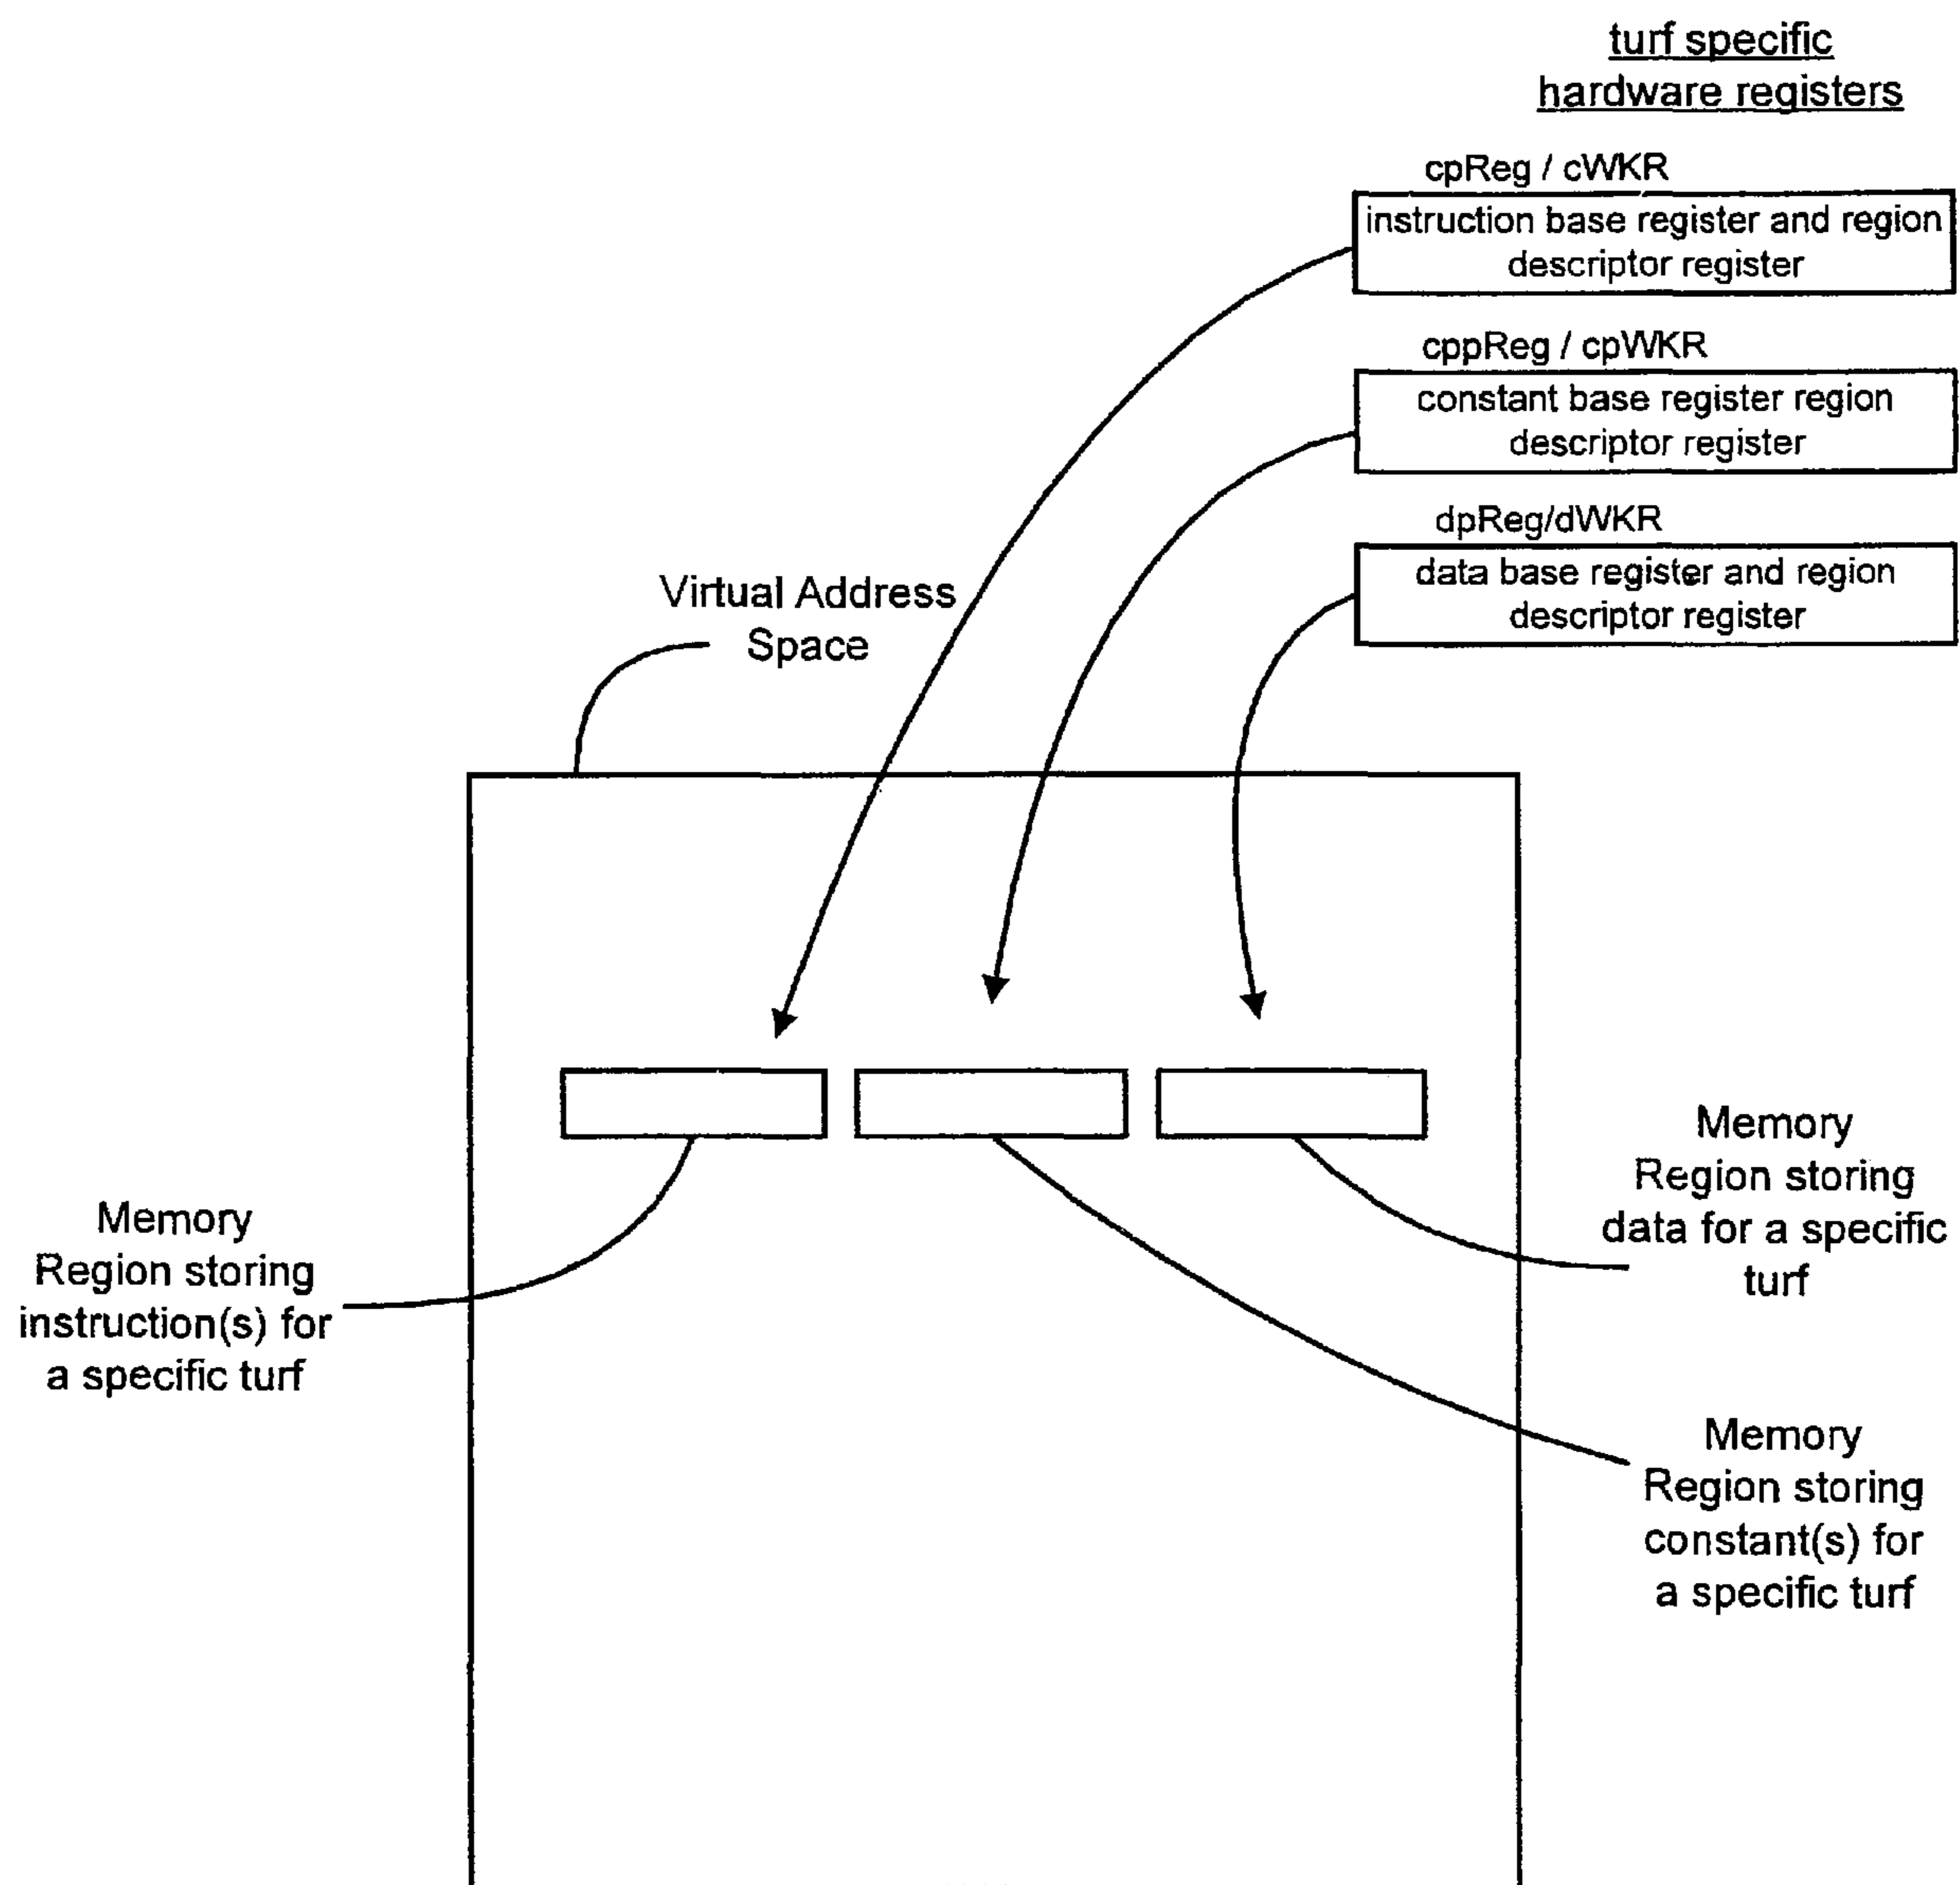 turf specific
hardware registers
cpReg / cWKR
instruction base register and region
descriptor register
cppReg / cpWKR
constant base register region
descriptor register
dpReg/dWKR
data base register and region
descriptor register
Virtual Address
Space
Memory
Region storing
instruction(s) for
a specific turf
Memory
Region storing
data for a specific
turf
Memory
Region storing
constant(s) for
a specific turf